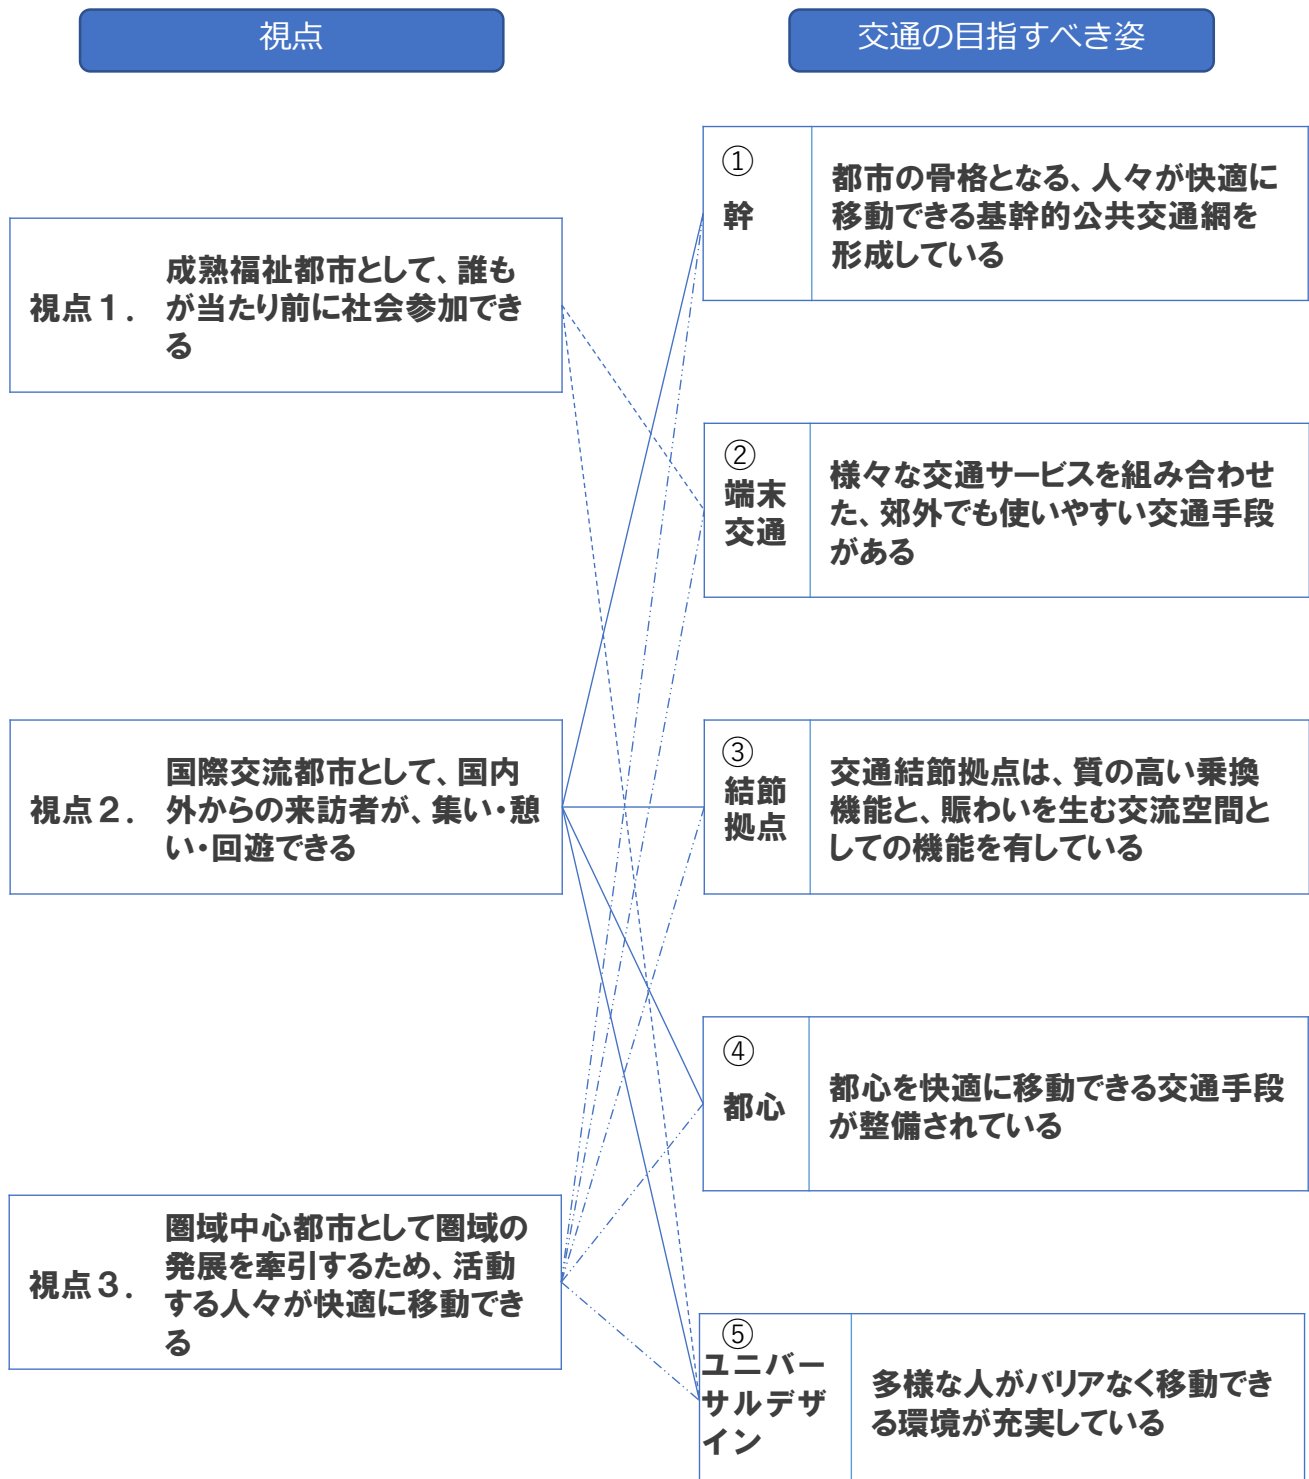 視点
交通の目指すべき姿
視点１．
成熟福祉都市として、誰も
が当たり前に社会参加でき
る
視点２．
国際交流都市として、国内
外からの来訪者が、集い・憩
い・回遊できる
視点３．
圏域中心都市として圏域の
発展を牽引するため、活動
する人々が快適に移動でき
る
①
幹
都市の骨格となる、人々が快適に
移動できる基幹的公共交通網を
形成している
②
端末
交通
様々な交通サービスを組み合わせ
た、郊外でも使いやすい交通手段
がある
③
結節
拠点
交通結節拠点は、質の高い乗換
機能と、賑わいを生む交流空間と
しての機能を有している
④
都心
都心を快適に移動できる交通手段
が整備されている
⑤
ユニバー
サルデザ
イン
多様な人がバリアなく移動でき
る環境が充実している